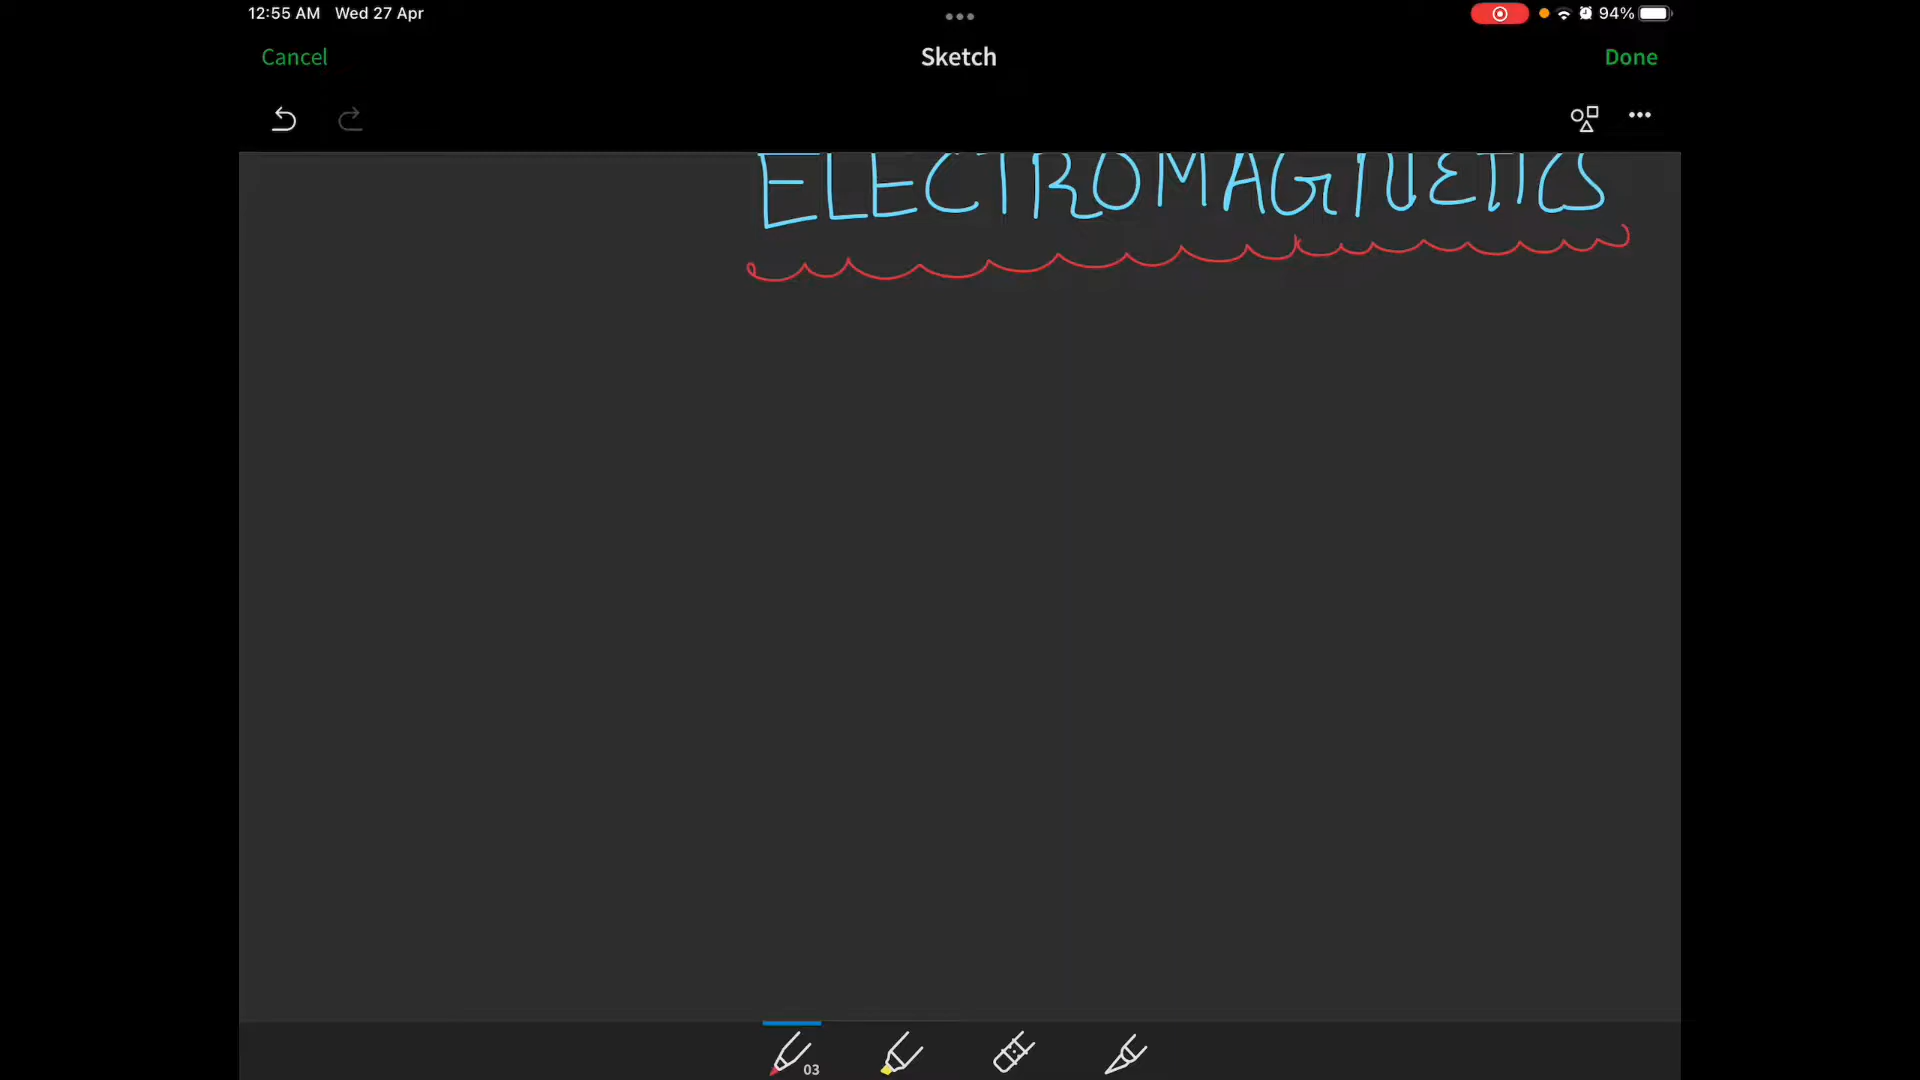 12:55 AM Wed 27 Apr
94%
Cancel
Sketch
Done
ELECTROMAGNETICS
03